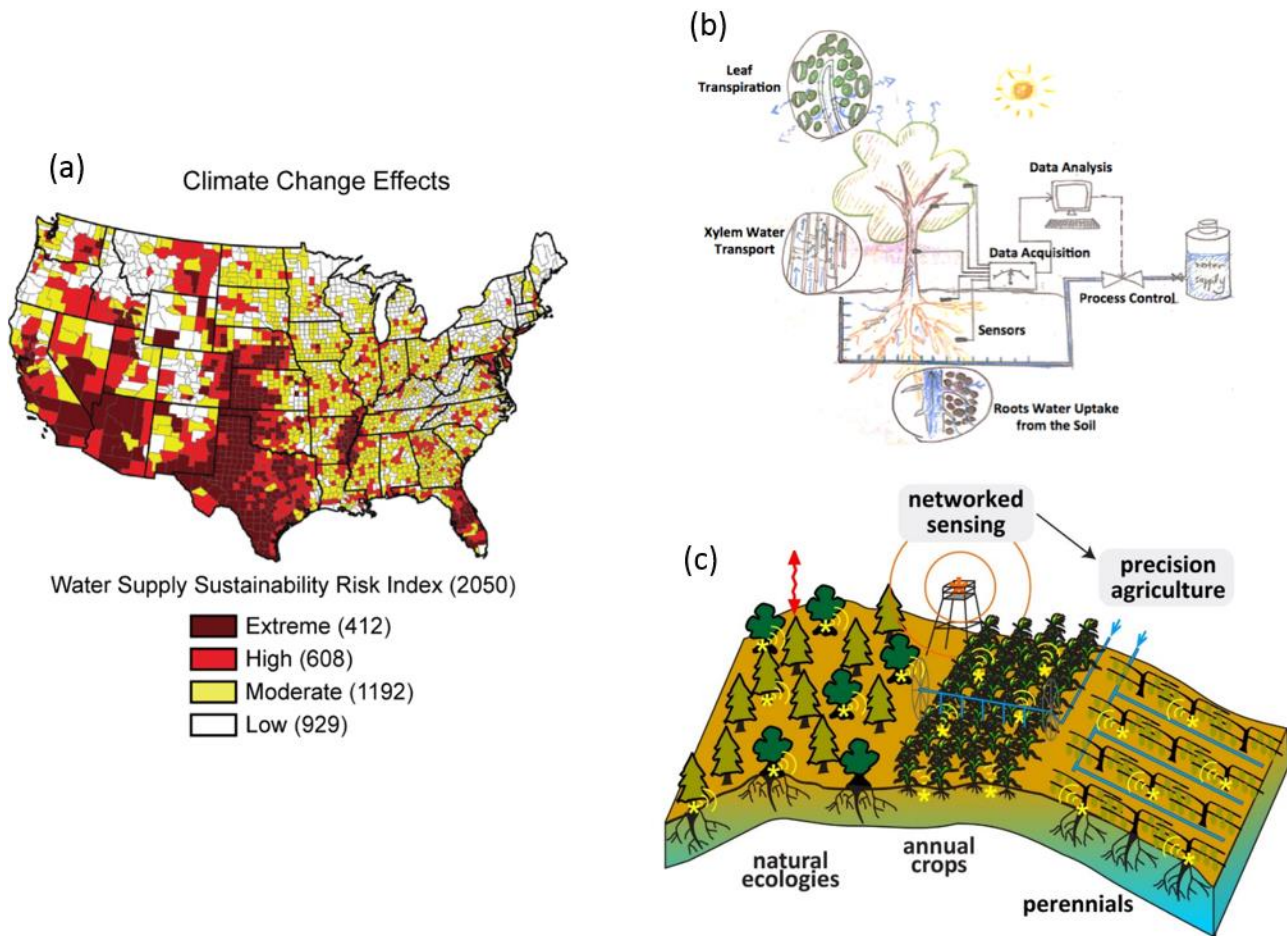 (a)
Climate Change Effects
Water Supply Sustainability Risk Index (2050)
Extreme (412)
High (608)
Moderate (1192)
Low (929)
(b)
Leaf
Transpiration
Xylem Water
Transport
Data Analysis
Data Acquisition
Process Control
water
supply
Sensors
Roots Water Uptake
from the Soil
(c)
networked
sensing
precision
agriculture
natural
ecologies
annual
crops
perennials